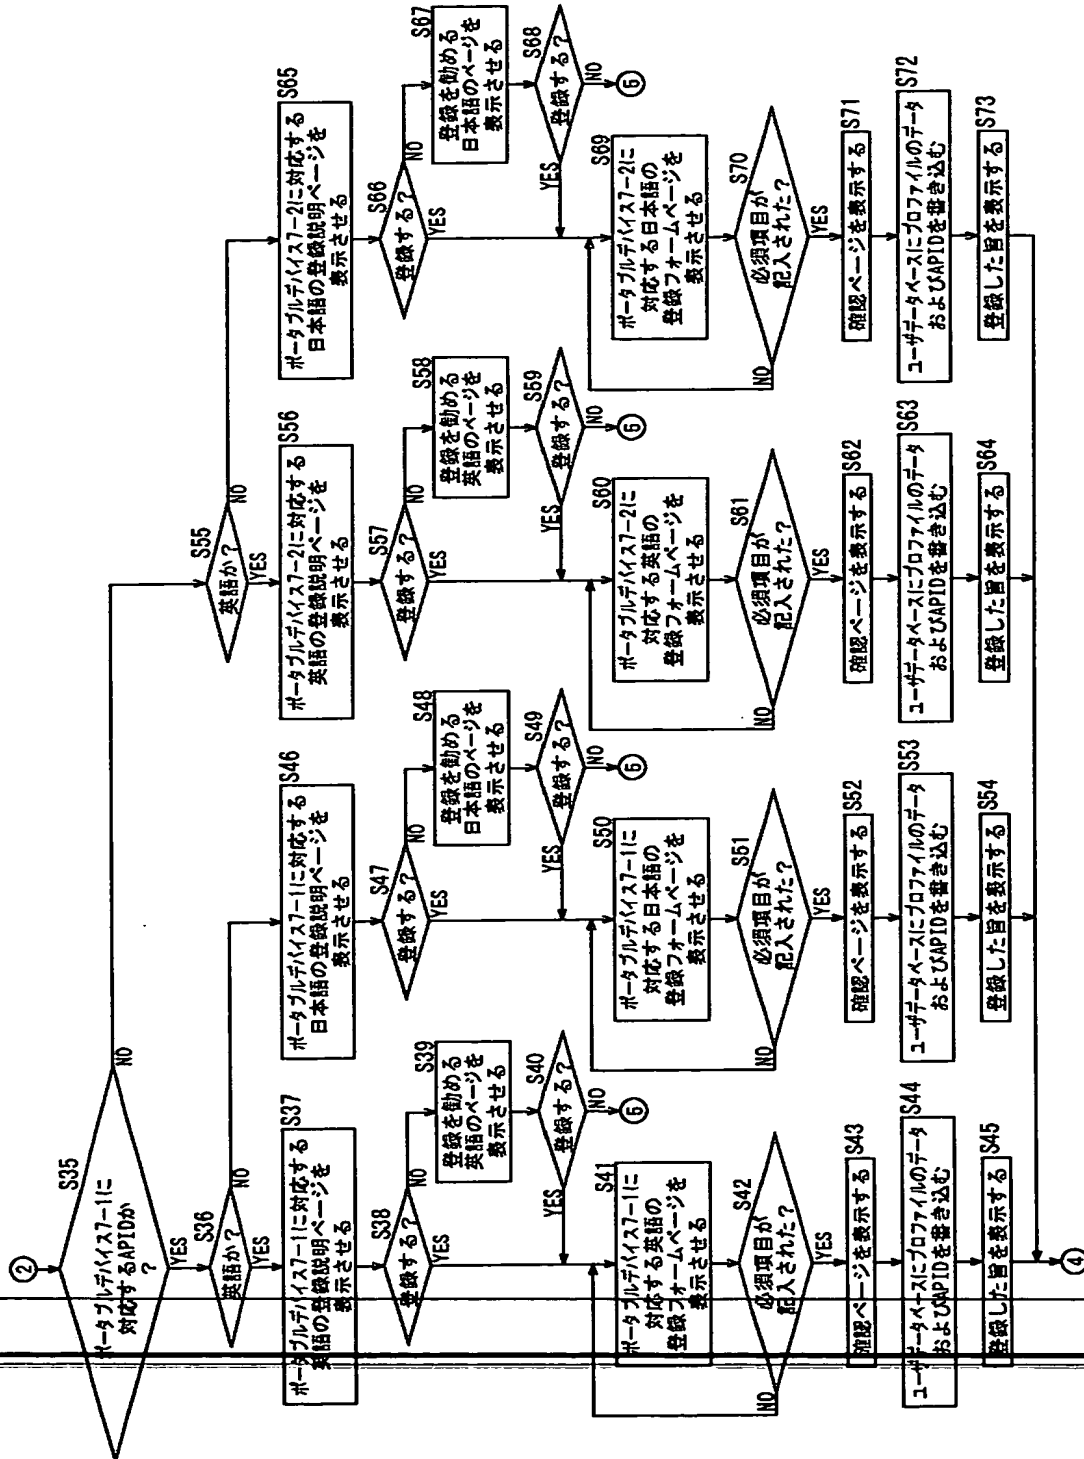 ②
S35
ポータブルデバイス7-1に
対応するAPIDか
?
YES
NO
S36
英語か?
YES
NO
S37
ポータブルデバイス7-1に対応する
英語の登録説明ページを
表示させる
S38
登録する?
YES
NO
S39
登録を勧める
英語のページを
表示させる
S40
登録する?
YES
NO
⑤
S41
ポータブルデバイス7-1に
対応する英語の
登録フォームページを
表示させる
S42
必須項目が
記入された?
NO
YES
S43
確認ページを表示する
S44
ユーザデータベースにプロファイルのデータ
およびAPIDを書き込む
S45
登録した旨を表示する
④
S46
ポータブルデバイス7-1に対応する
日本語の登録説明ページを
表示させる
S47
登録する?
YES
NO
S48
登録を勧める
日本語のページを
表示させる
S49
登録する?
YES
NO
⑤
S50
ポータブルデバイス7-1に
対応する日本語の
登録フォームページを
表示させる
S51
必須項目が
記入された?
NO
YES
S52
確認ページを表示する
S53
ユーザデータベースにプロファイルのデータ
およびAPIDを書き込む
S54
登録した旨を表示する
S55
英語か?
YES
NO
S56
ポータブルデバイス7-2に対応する
英語の登録説明ページを
表示させる
S57
登録する?
YES
NO
S58
登録を勧める
英語のページを
表示させる
S59
登録する?
YES
NO
⑤
S60
ポータブルデバイス7-2に
対応する英語の
登録フォームページを
表示させる
S61
必須項目が
記入された?
NO
YES
S62
確認ページを表示する
S63
ユーザデータベースにプロファイルのデータ
およびAPIDを書き込む
S64
登録した旨を表示する
S65
ポータブルデバイス7-2に対応する
日本語の登録説明ページを
表示させる
S66
登録する?
YES
NO
S67
登録を勧める
日本語のページを
表示させる
S68
登録する?
YES
NO
⑤
S69
ポータブルデバイス7-2に
対応する日本語の
登録フォームページを
表示させる
S70
必須項目が
記入された?
NO
YES
S71
確認ページを表示する
S72
ユーザデータベースにプロファイルのデータ
およびAPIDを書き込む
S73
登録した旨を表示する